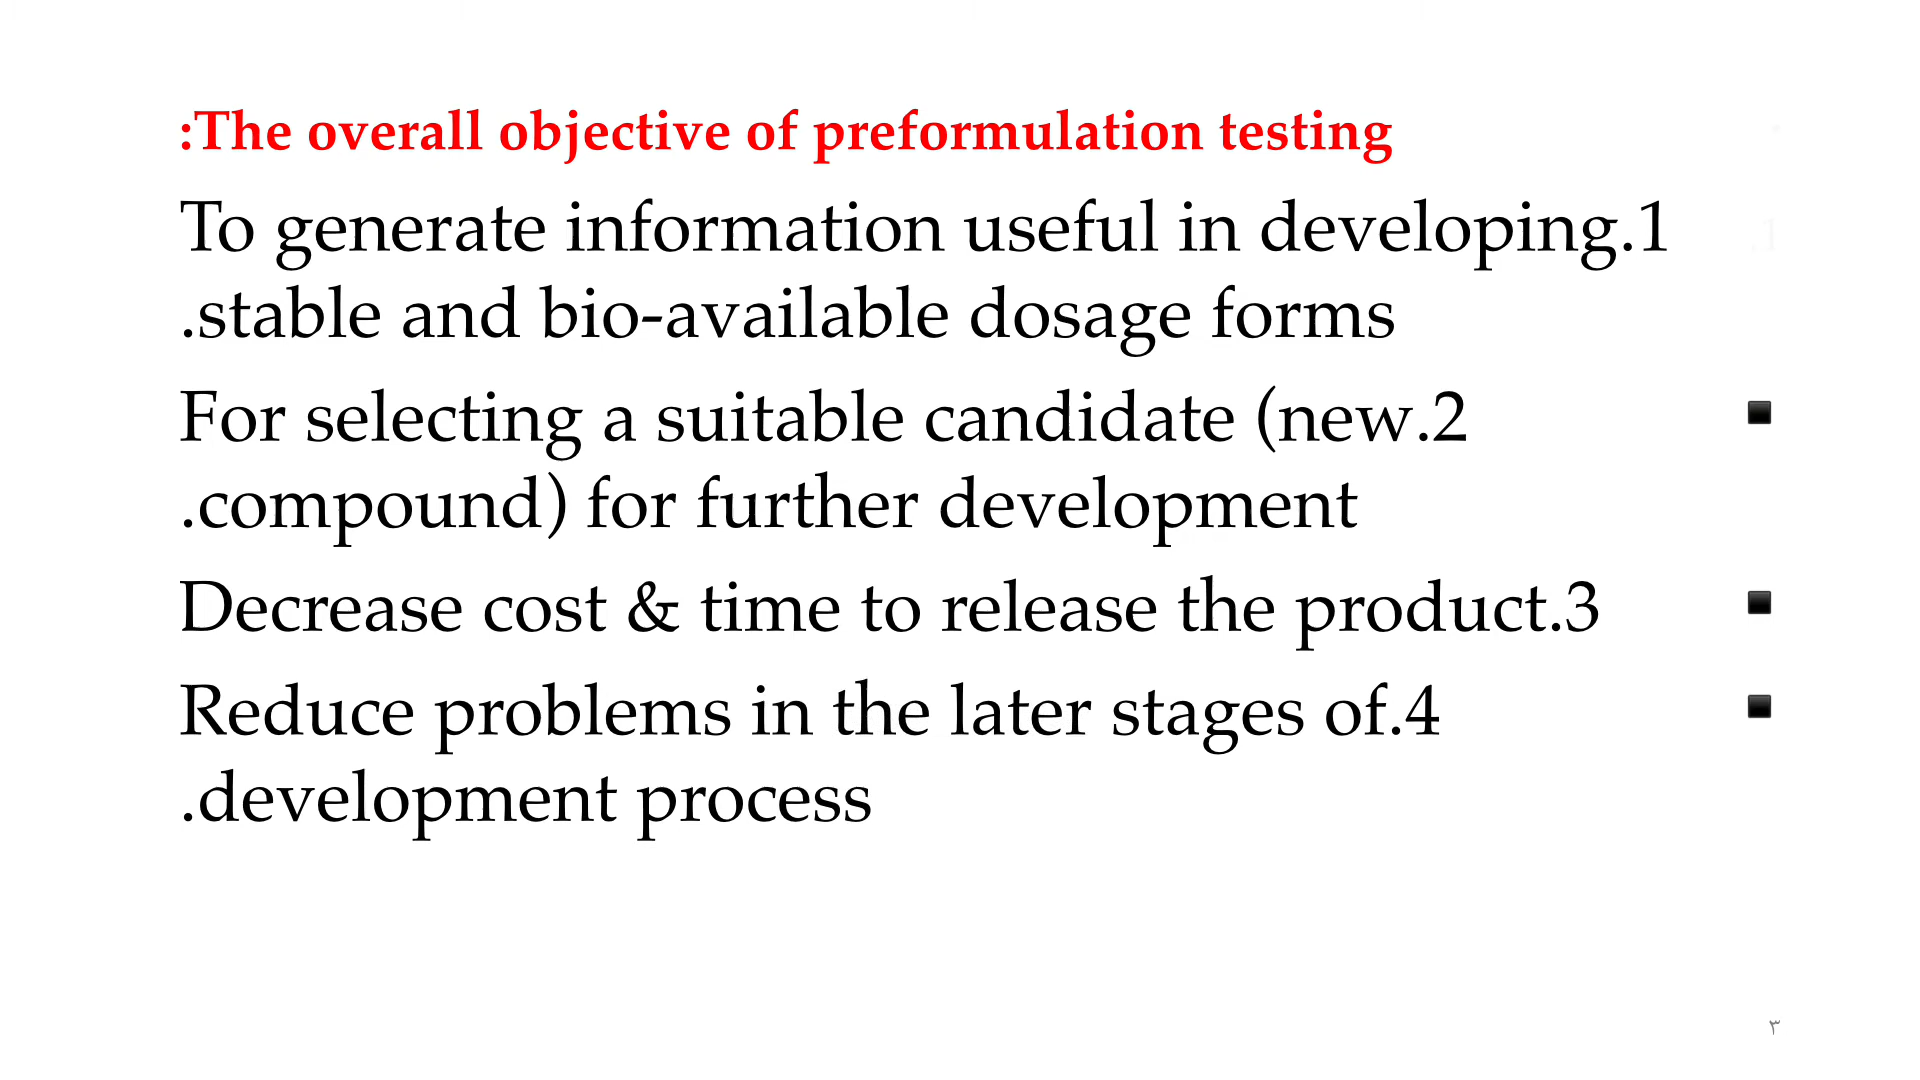 :The overall objective of preformulation testing
To generate information useful in developing.1
.stable and bio-available dosage forms
For selecting a suitable candidate (new.2
.compound) for further development
Decrease cost & time to release the product.3
Reduce problems in the later stages of.4
.development process
٣